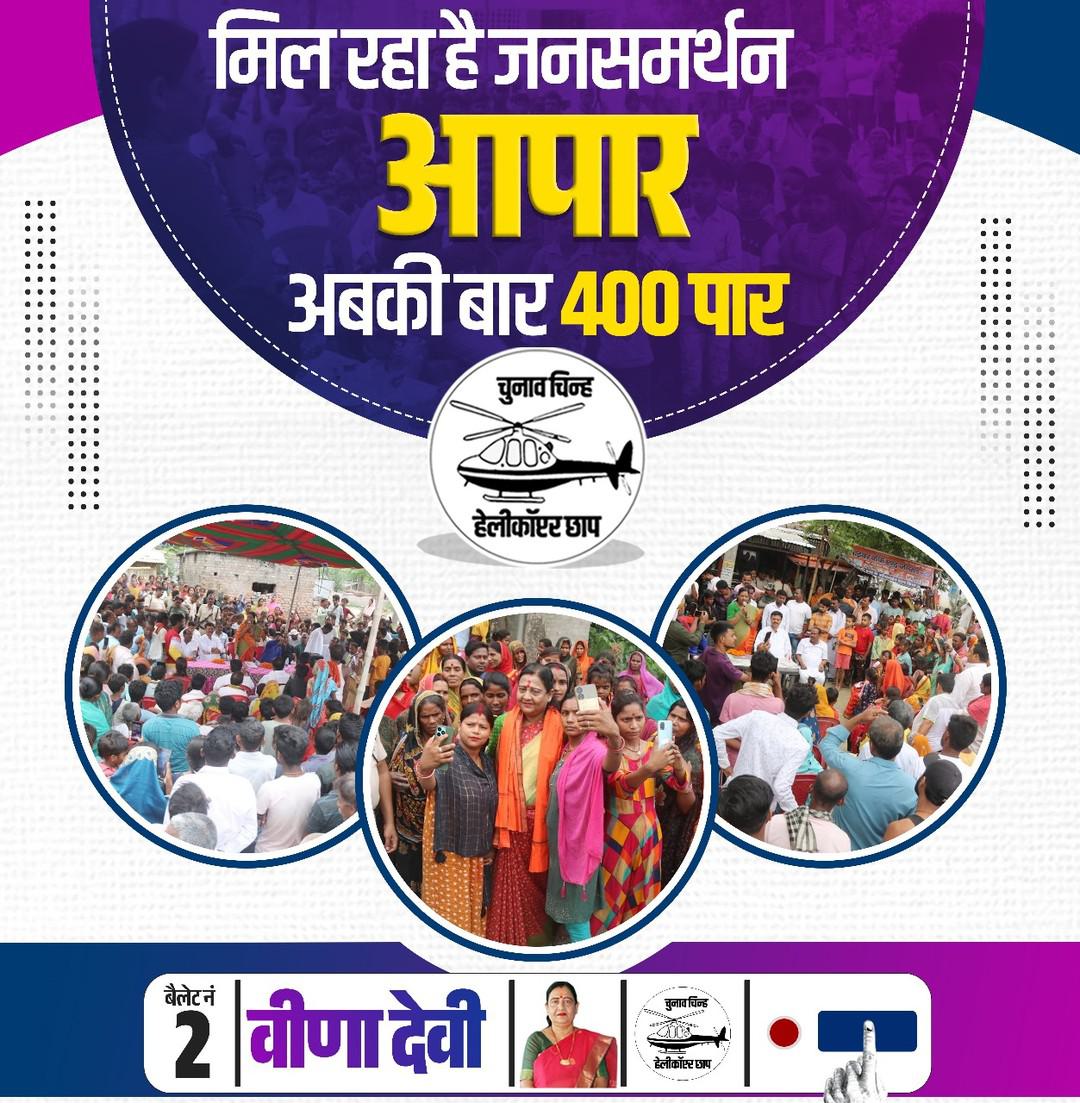 मिल रहा है जनसमर्थन
आपार
अबकी बार 400 पार
चुनाव चिन्ह
हेलीकॉप्टर छाप
बैलेट नं
2
वीणा देवी
चुनाव चिन्ह
हेलीकॉप्टर छाप